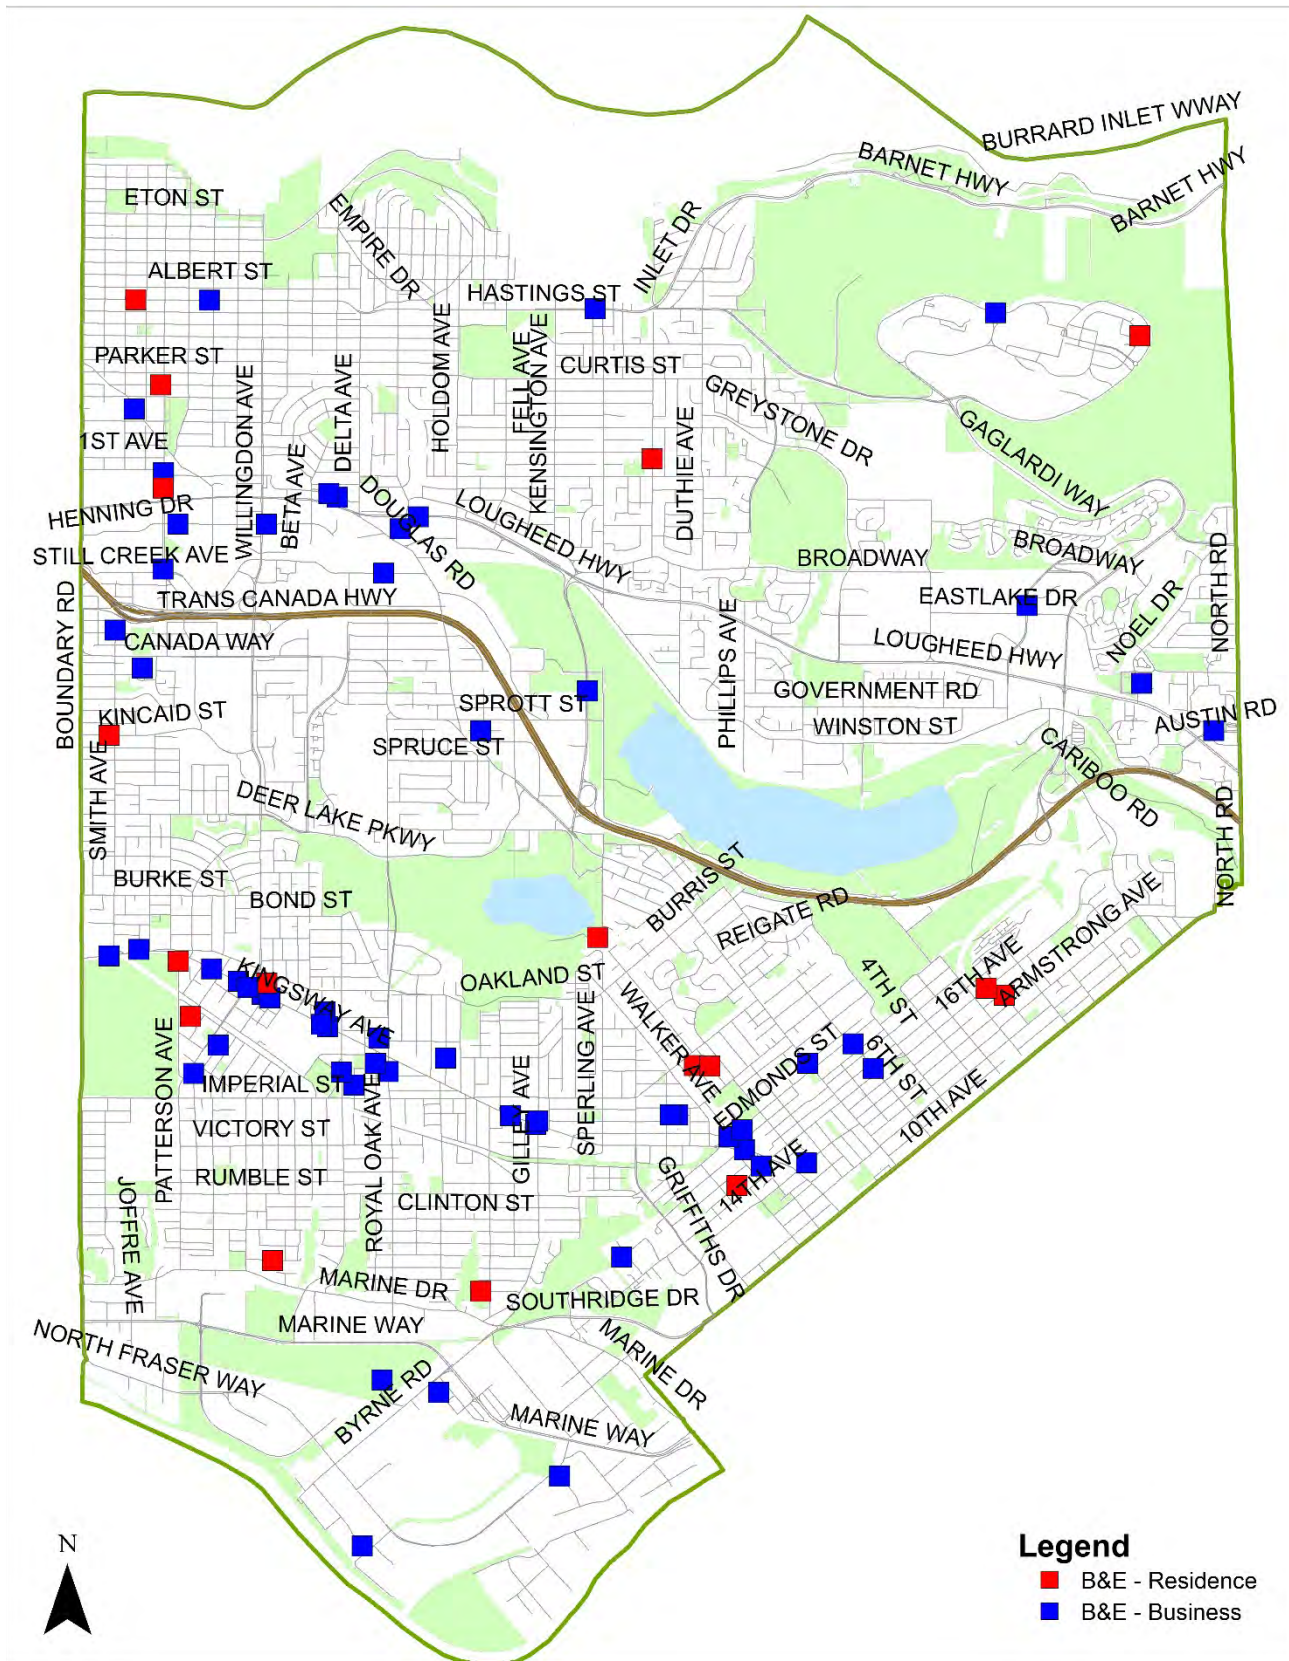 BURRARD INLET WWAY
BARNET HWY
BARNET HWY
ETON ST
EMPIRE DR
INLET DR
ALBERT ST
HASTINGS ST
PARKER ST
HOLDOM AVE
FELL AVE
KENSINGTON AVE
CURTIS ST
DELTA AVE
WILLINGDON AVE
GREYSTONE DR
DUTHIE AVE
GAGLARDI WAY
1ST AVE
BETA AVE
HENNING DR
DOUGLAS RD
LOUGHEED HWY
STILL CREEK AVE
BROADWAY
BROADWAY
NORTH RD
TRANS CANADA HWY
EASTLAKE DR
NOEL DR
BOUNDARY RD
CANADA WAY
PHILLIPS AVE
LOUGHEED HWY
KINCAID ST
SPROTT ST
GOVERNMENT RD
AUSTIN RD
WINSTON ST
SPRUCE ST
CARIBOO RD
SMITH AVE
DEER LAKE PKWY
NORTH RD
BURKE ST
BOND ST
BURRIS ST
REIGATE RD
ARMSTRONG AVE
16TH AVE
4TH ST
OAKLAND ST
KINGSWAY AVE
WALKER AVE
SPERLING AVE
EDMONDS ST
6TH ST
10TH AVE
PATTERSON AVE
IMPERIAL ST
ROYAL OAK AVE
GILLEY AVE
VICTORY ST
14TH AVE
RUMBLE ST
CLINTON ST
GRIFFITHS DR
JOFFRE AVE
MARINE DR
SOUTHRIDGE DR
MARINE WAY
MARINE DR
NORTH FRASER WAY
BYRNE RD
MARINE WAY
N
Legend
B&E - Residence
B&E - Business